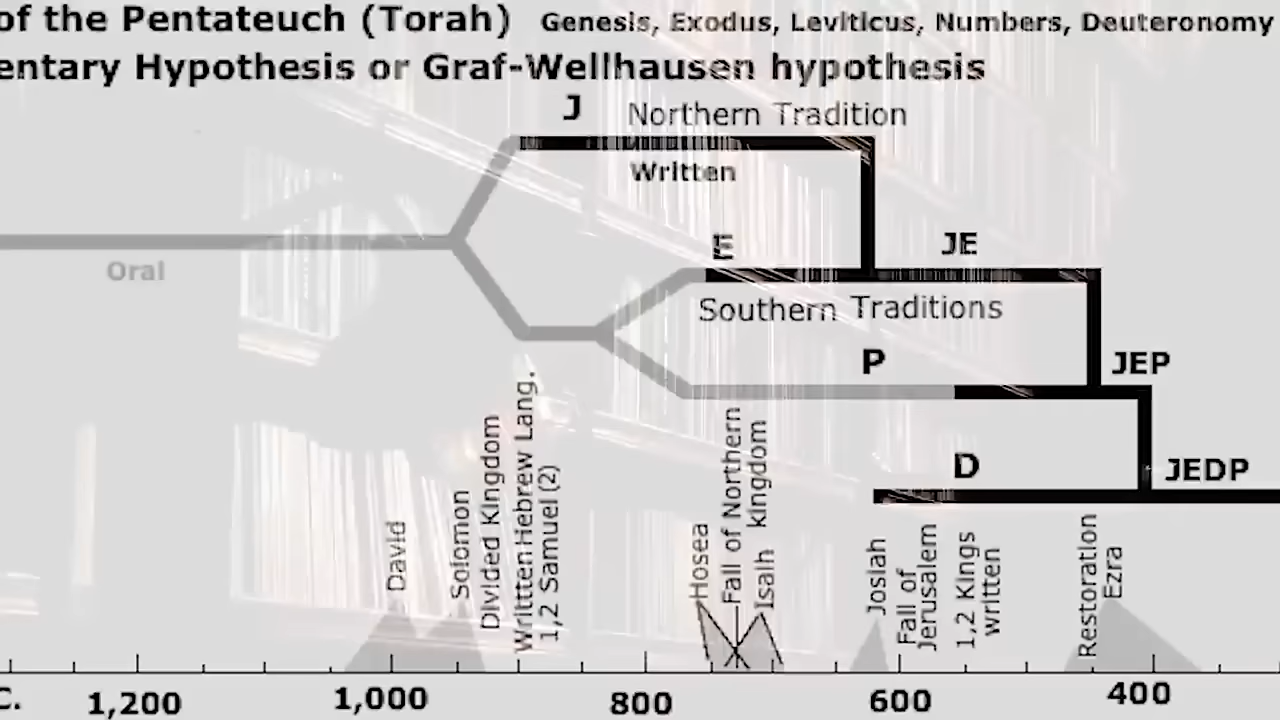 of the Pentateuch (Torah) Genesis, Exodus, Leviticus, Numbers, Deuteronomy
entary Hypothesis or Graf-Wellhausen hypothesis
J
Northern Tradition
Written
E
JE
Oral
Southern Traditions
P
JEP
D
JEDP
David
Solomon
Divided Kingdom
Writtten Hebrew Lang.
1,2 Samuel (2)
Hosea
Fall of Northern
kingdom
Isaih
Josiah
Fall of
Jerusalem
1,2 Kings
written
Restoration
Ezra
C. 1,200 1,000 800 600 400